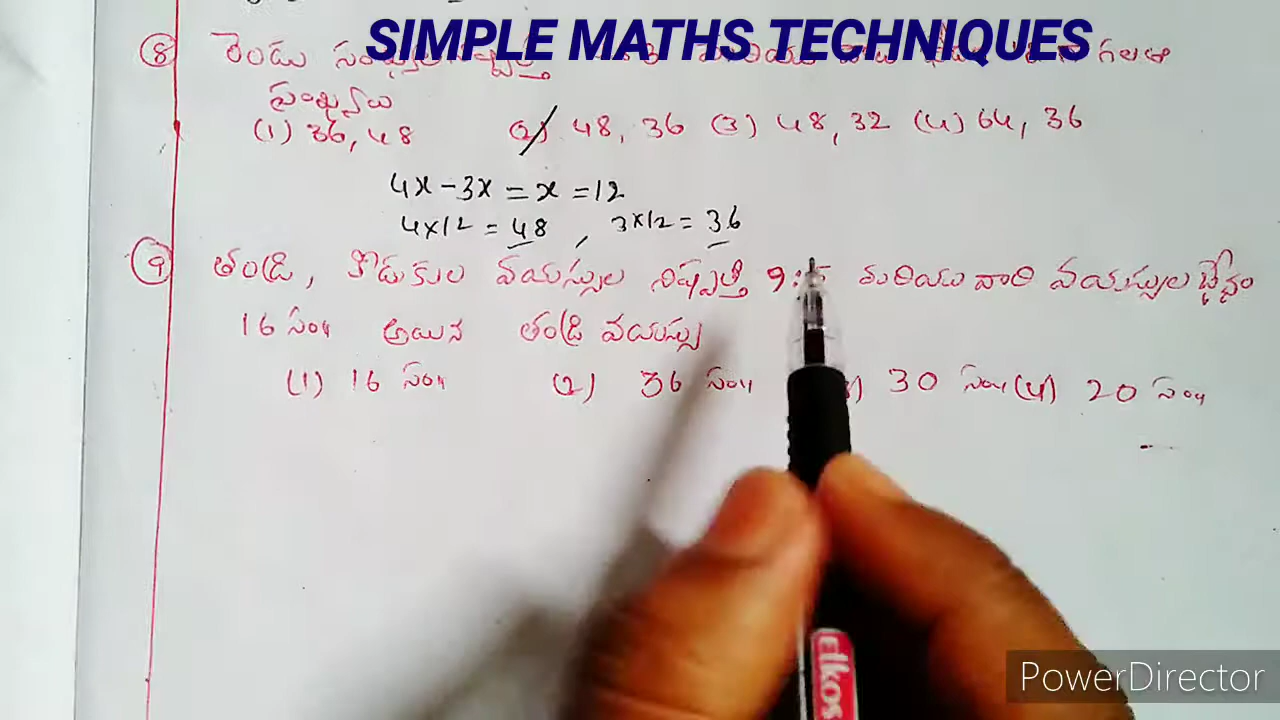 SIMPLE MATHS TECHNIQUES
(8) రెండు
(1) 36, 48 (2) 48, 36 (3) 48, 32 (4) 64, 36
4x - 3x = x = 12
4x12 = 48 , 3x12 = 36
(9) తండ్రి, కొడుకుల వయస్సుల నిష్పత్తి 9: మరియు వారి వయస్సుల భేదం
16 సం॥ అయిన తండ్రి వయస్సు
(1) 16 సం॥ (2) 36 సం॥ 3) 30 సం॥ (4) 20 సం॥
elkos
PowerDirector